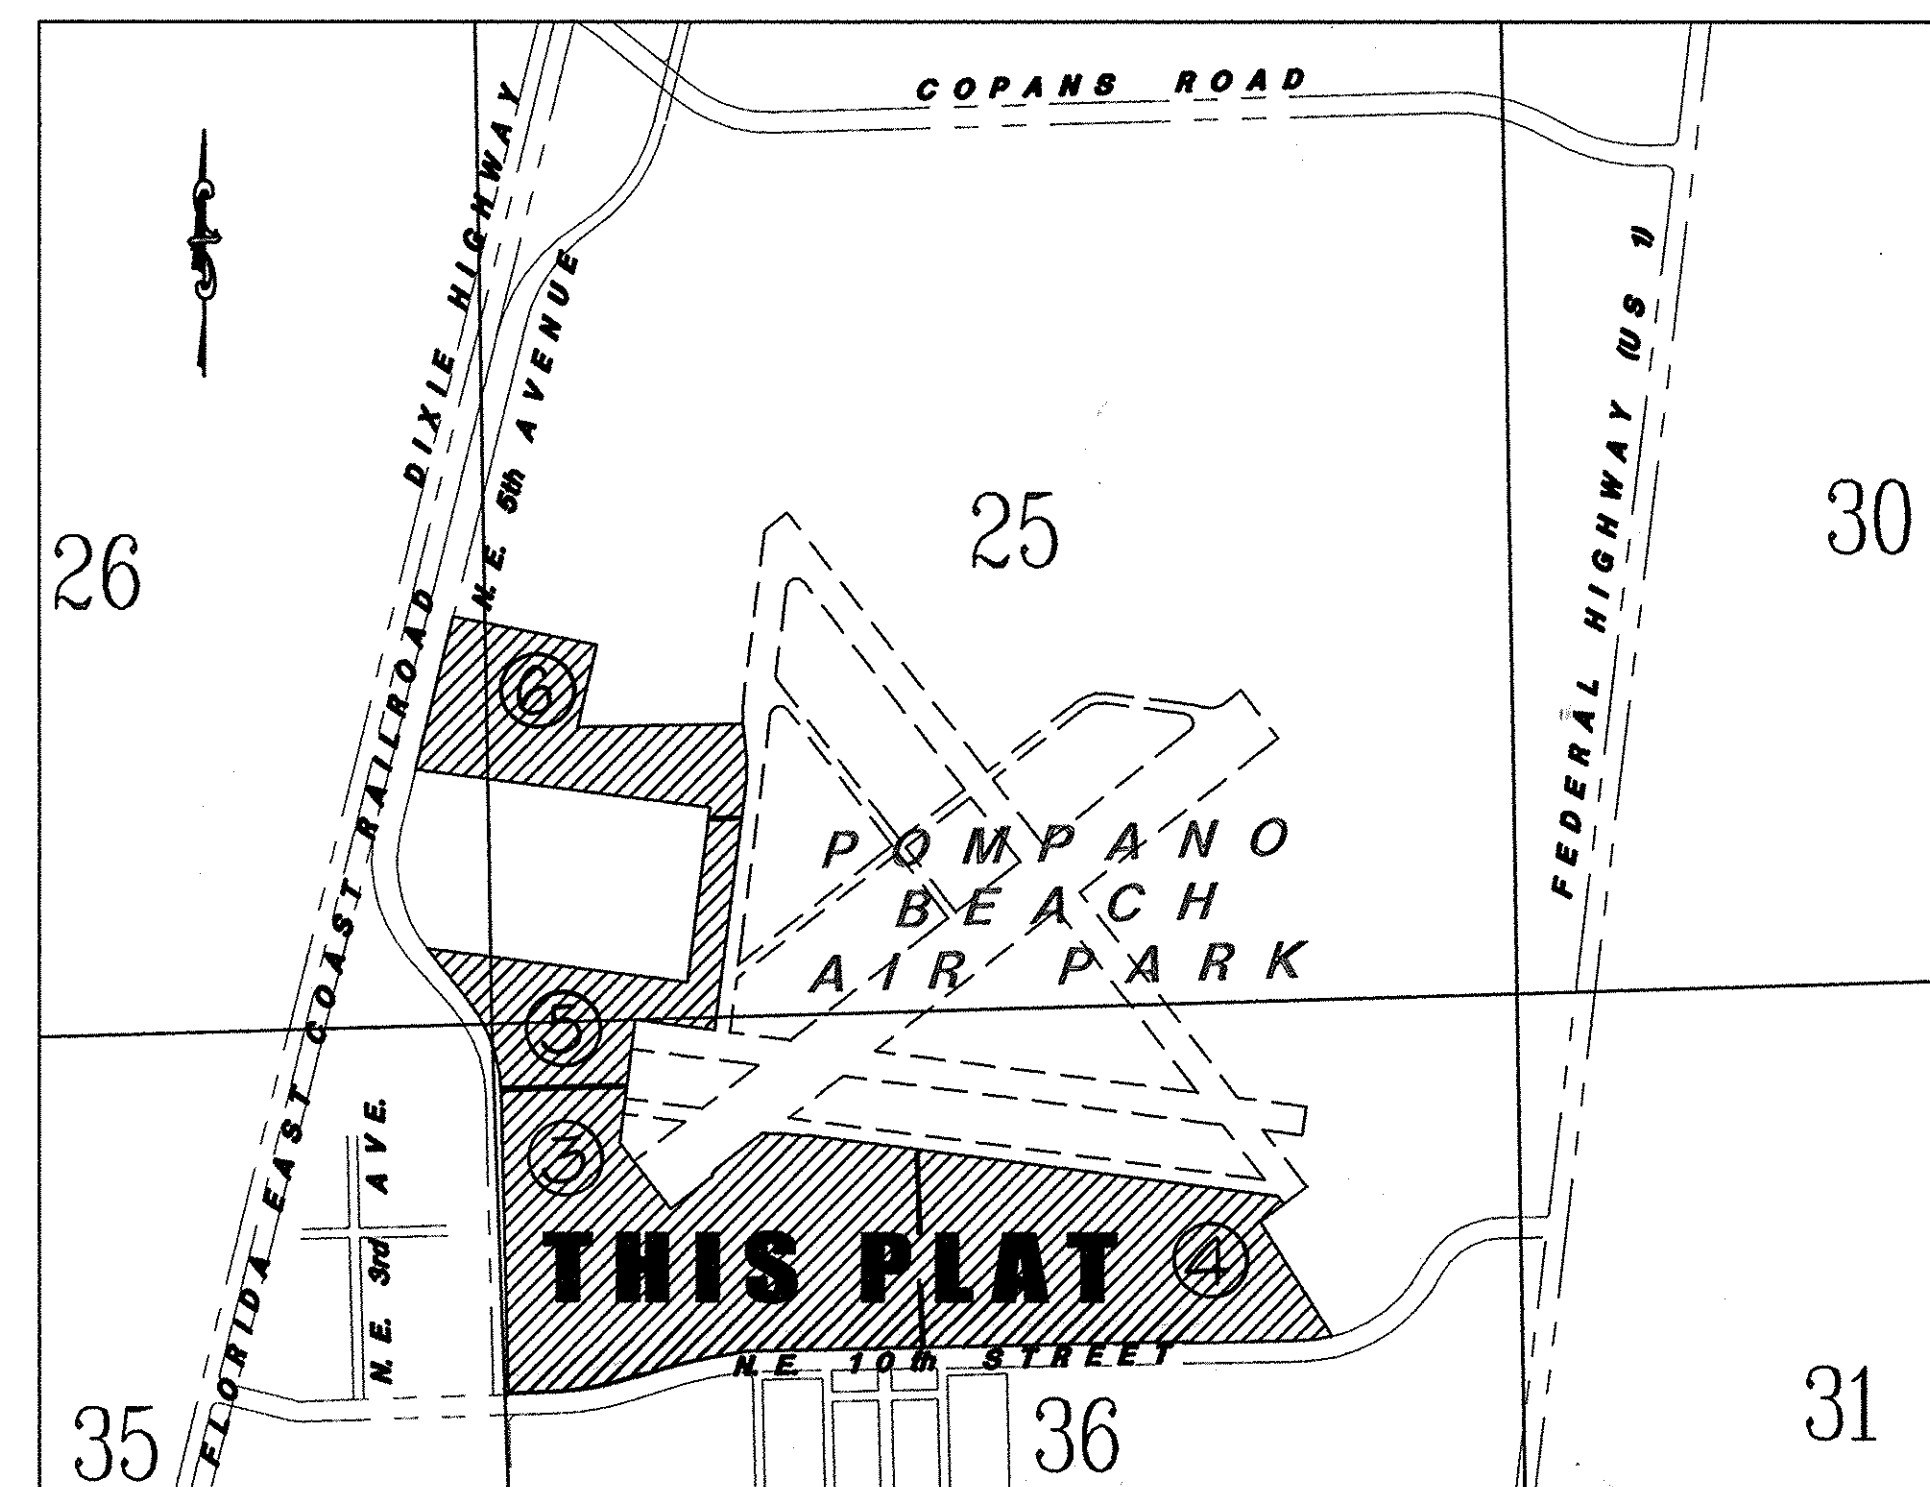 COPANS ROAD
DIXIE HIGHWAY
N. E. 5th AVENUE
FEDERAL HIGHWAY (US 1)
25
30
26
6
FLORIDA EAST COAST RAILROAD
POMPANO
BEACH
AIR PARK
5
3
N. E. 3rd AVE.
THIS PLAT
4
N.E. 10th STREET
35
36
31